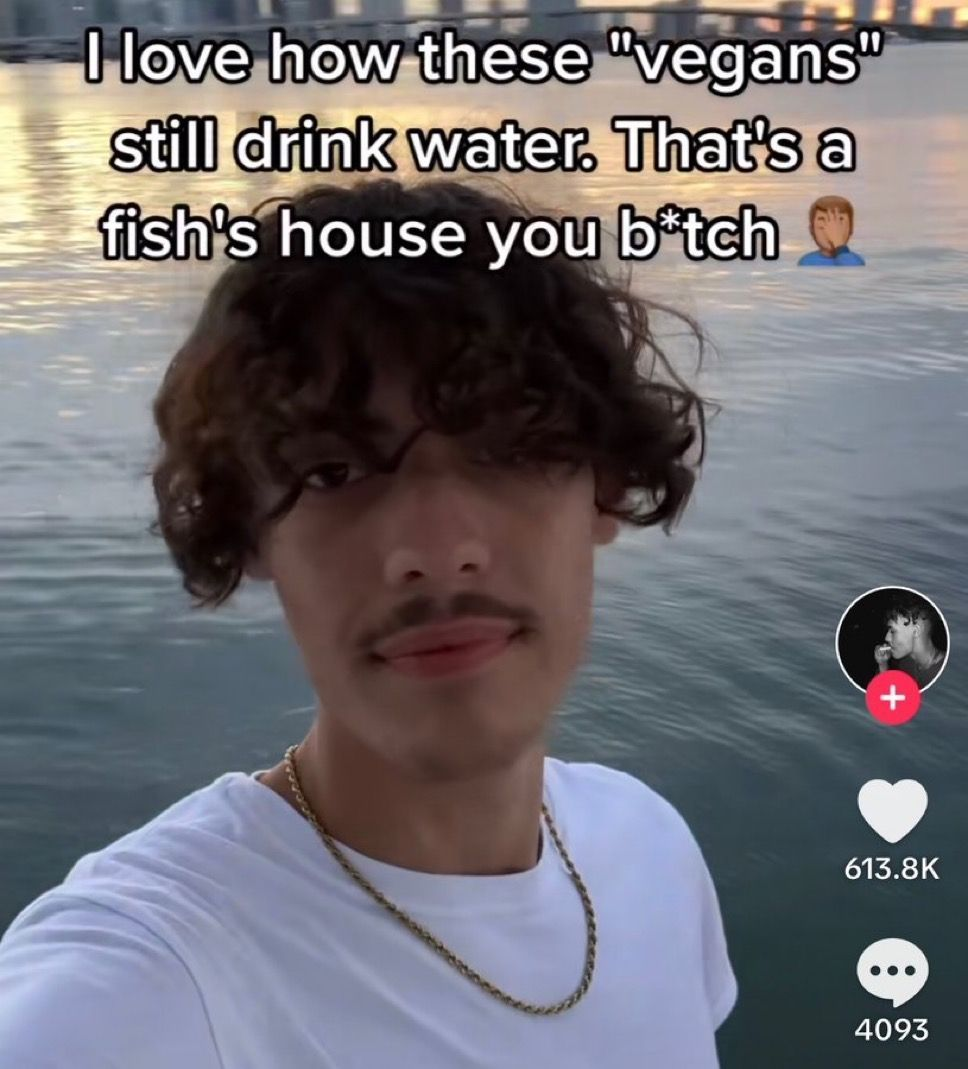 I love how these "vegans"
still drink water. That's a
fish's house you b*tch 🤦🏽‍♂️
613.8K
4093